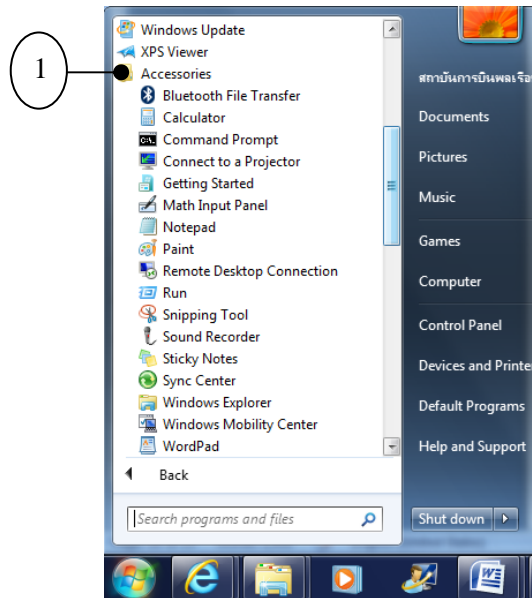 Windows Update
XPS Viewer
1
Accessories
Bluetooth File Transfer
Calculator
Command Prompt
Connect to a Projector
Getting Started
Math Input Panel
Notepad
Paint
Remote Desktop Connection
Run
Snipping Tool
Sound Recorder
Sticky Notes
Sync Center
Windows Explorer
Windows Mobility Center
WordPad
Back
Search programs and files
สถาบันการบินพลเรือ
Documents
Pictures
Music
Games
Computer
Control Panel
Devices and Printe
Default Programs
Help and Support
Shut down